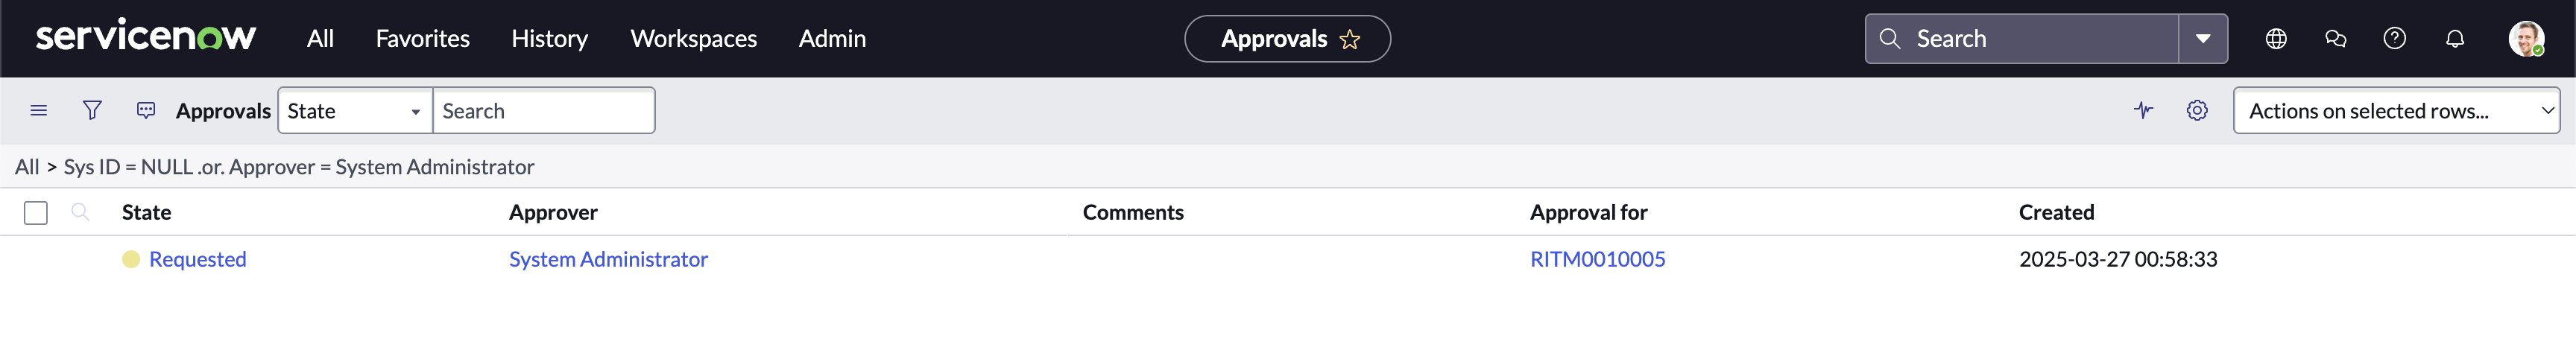 servicenow All Favorites History Workspaces Admin Approvals Search
Approvals State Search Actions on selected rows...
All > Sys ID = NULL .or. Approver = System Administrator
State Approver Comments Approval for Created
Requested System Administrator RITM0010005 2025-03-27 00:58:33